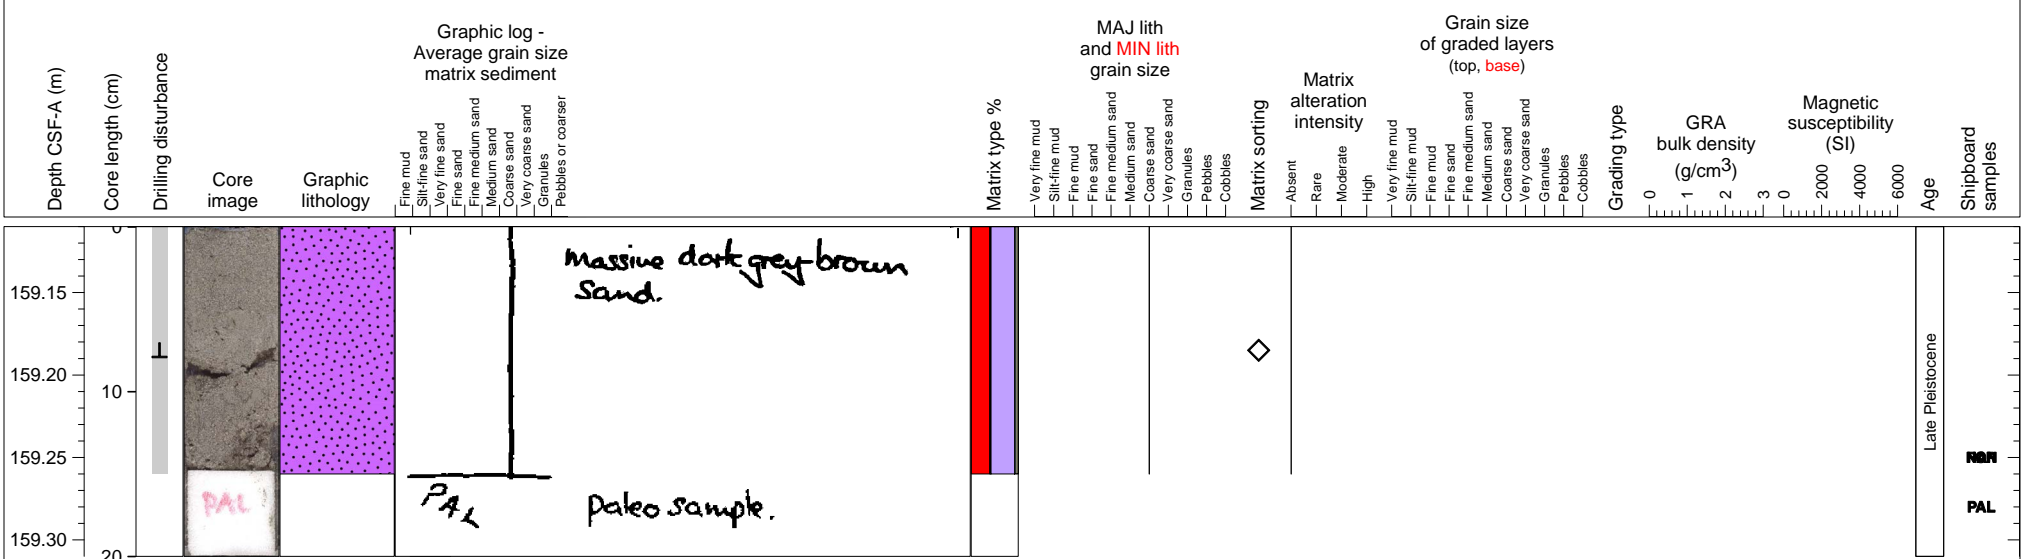 Depth CSF-A (m)
Core length (cm)
Drilling disturbance
Core
image
Graphic
lithology
Graphic log -
Average grain size
matrix sediment
Fine mud
Silt-fine sand
Very fine sand
Fine sand
Fine medium sand
Medium sand
Coarse sand
Very coarse sand
Granules
Pebbles or coarser
Matrix type %
MAJ lith
and MIN lith
grain size
Very fine mud
Silt-fine mud
Fine mud
Fine sand
Fine medium sand
Medium sand
Coarse sand
Very coarse sand
Granules
Pebbles
Cobbles
Matrix sorting
Matrix
alteration
intensity
Absent
Rare
Moderate
High
Grain size
of graded layers
(top, base)
Very fine mud
Silt-fine mud
Fine mud
Fine sand
Fine medium sand
Medium sand
Coarse sand
Very coarse sand
Granules
Pebbles
Cobbles
Grading type
GRA
bulk density
(g/cm3)
0 1 2 3
Magnetic
susceptibility
(SI)
0 2000 4000 6000
Age
Shipboard
samples
0
massive dark grey-brown
sand.
159.15
159.20
10
159.25
Late Pleistocene
PAL
PAL
paleo sample.
PAL
159.30
20